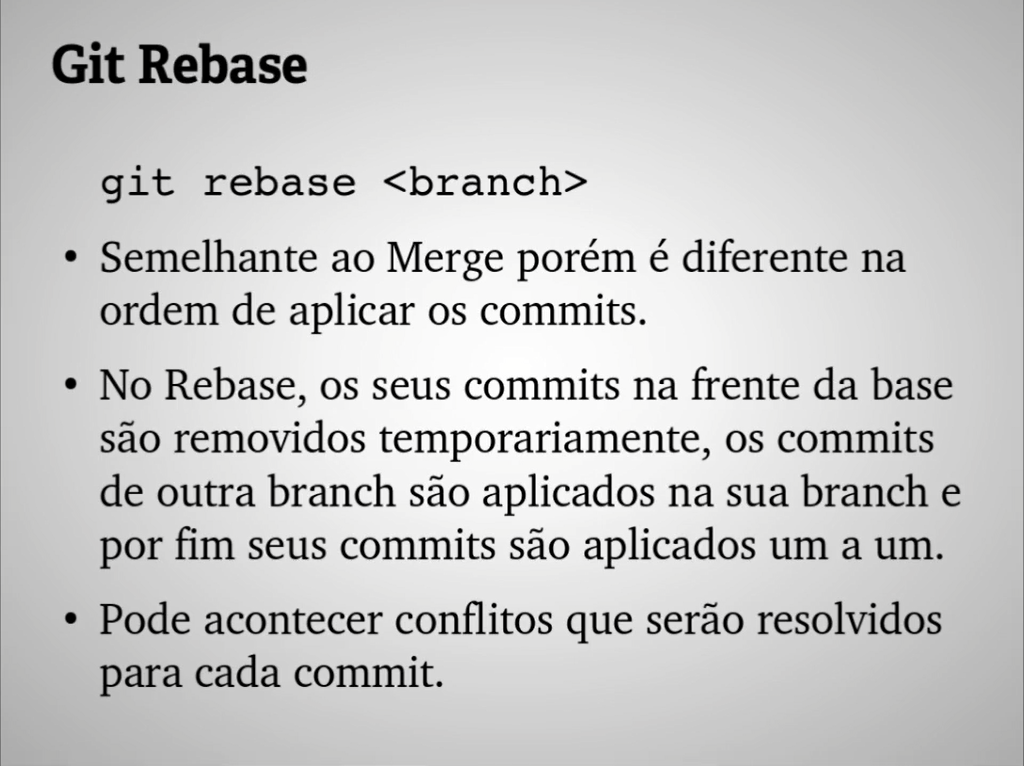 Git Rebase
git rebase <branch>
• Semelhante ao Merge porém é diferente na
ordem de aplicar os commits.
• No Rebase, os seus commits na frente da base
são removidos temporariamente, os commits
de outra branch são aplicados na sua branch e
por fim seus commits são aplicados um a um.
• Pode acontecer conflitos que serão resolvidos
para cada commit.